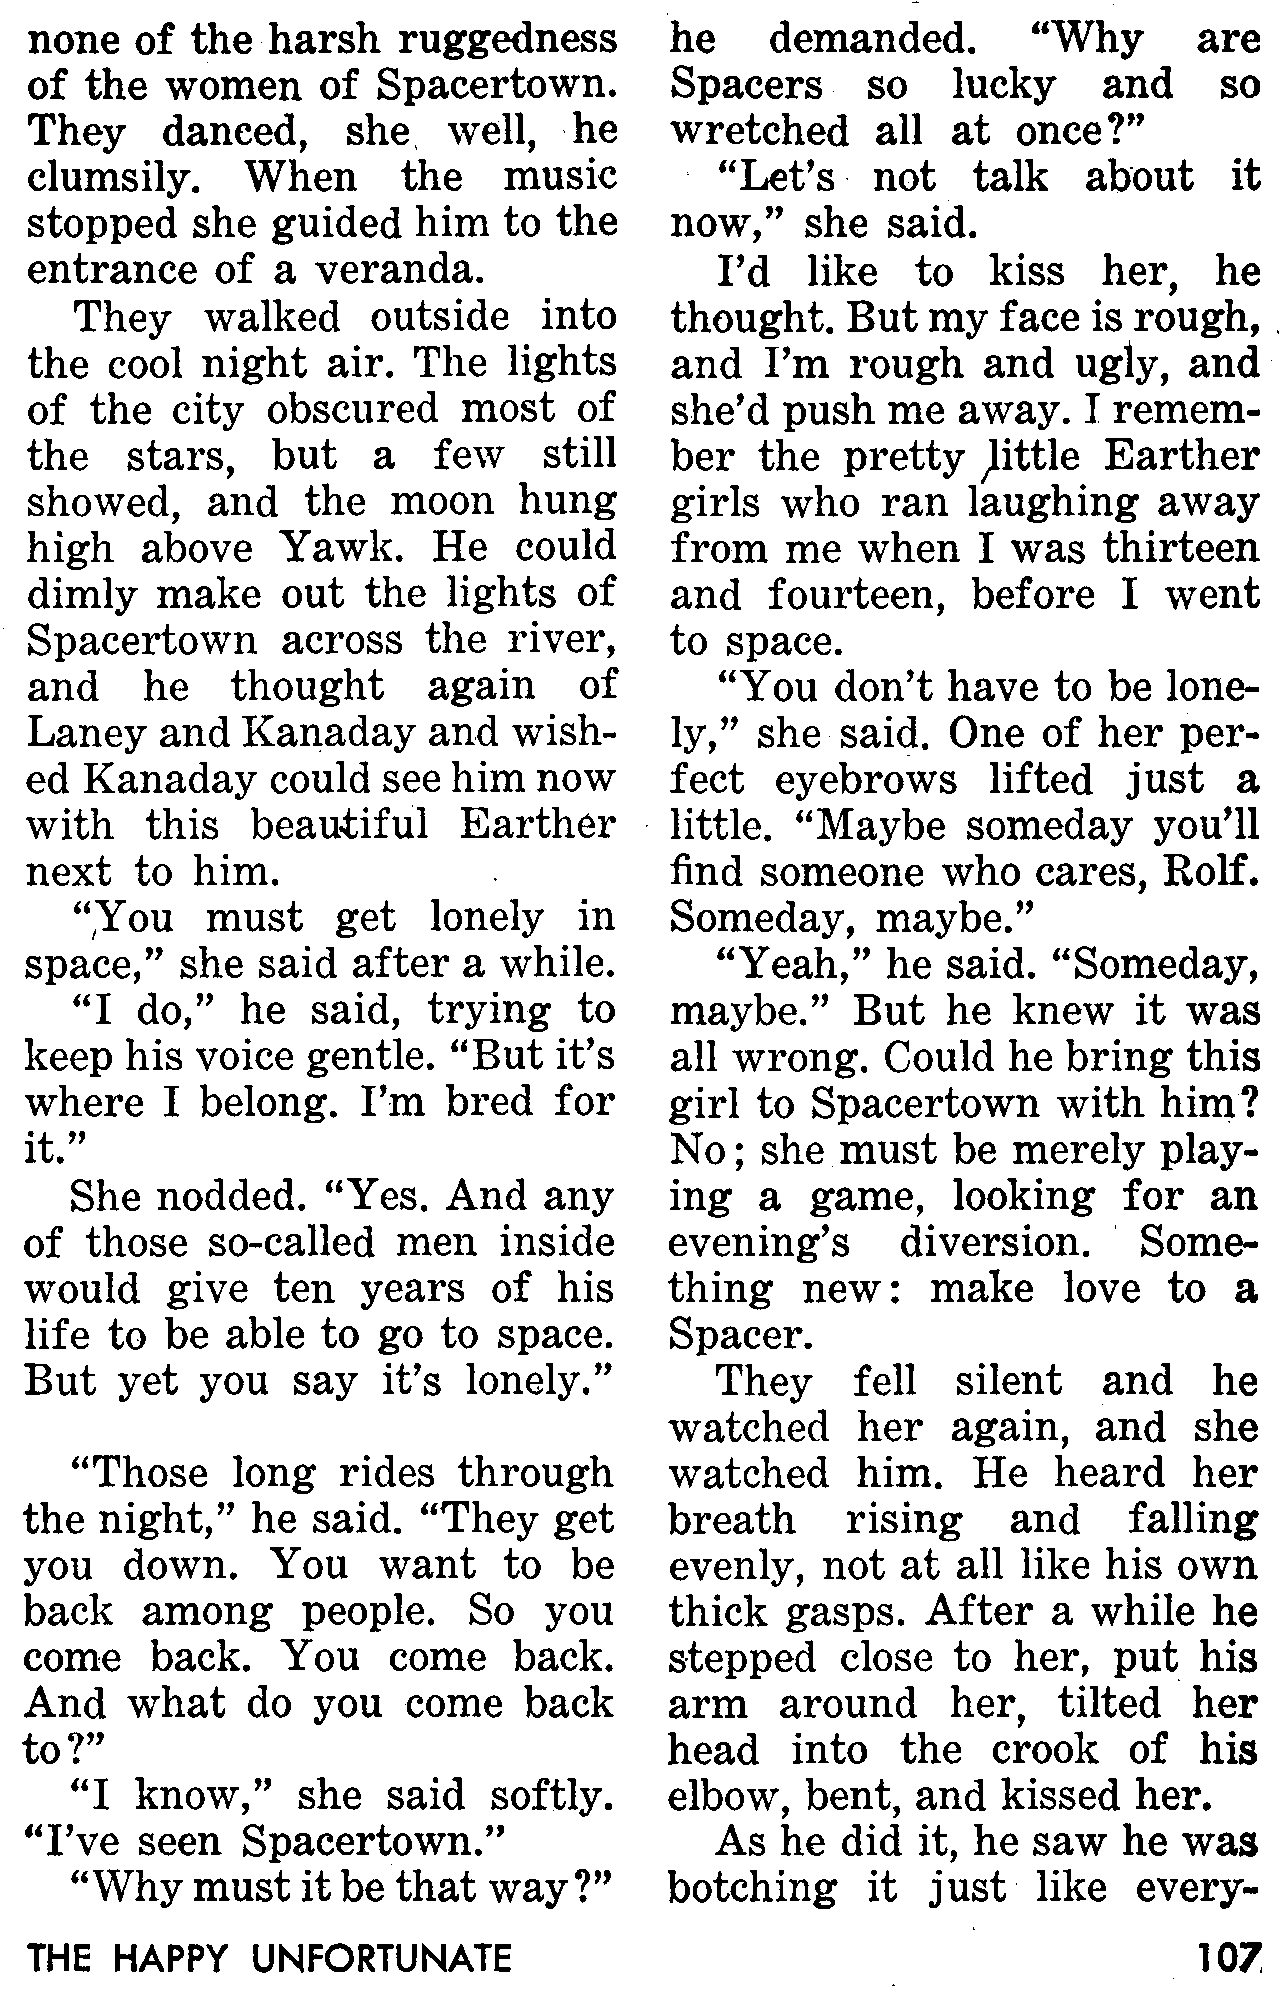 none of the harsh ruggedness
of the women of Spacertown.
They danced, she well, he
clumsily. When the music
stopped she guided him to the
entrance of a veranda.
They walked outside into
the cool night air. The lights
of the city obscured most of
the stars, but a few still
showed, and the moon hung
high above Yawk. He could
dimly make out the lights of
Spacertown across the river,
and he thought again of
Laney and Kanaday and wish-
ed Kanaday could see him now
with this beautiful Earther
next to him.
“You must get lonely in
space,” she said after a while.
“I do,” he said, trying to
keep his voice gentle. “But it’s
where I belong. I’m bred for
it.”
She nodded. “Yes. And any
of those so-called men inside
would give ten years of his
life to be able to go to space.
But yet you say it’s lonely.”
“Those long rides through
the night,” he said. “They get
you down. You want to be
back among people. So you
come back. You come back.
And what do you come back
to?”
“I know,” she said softly.
“I’ve seen Spacertown.”
“Why must it be that way?”
he demanded. “Why are
Spacers so lucky and so
wretched all at once?”
“Let’s not talk about it
now,” she said.
I’d like to kiss her, he
thought. But my face is rough,
and I’m rough and ugly, and
she’d push me away. I remem-
ber the pretty little Earther
girls who ran laughing away
from me when I was thirteen
and fourteen, before I went
to space.
“You don’t have to be lone-
ly,” she said. One of her per-
fect eyebrows lifted just a
little. “Maybe someday you’ll
find someone who cares, Rolf.
Someday, maybe.”
“Yeah,” he said. “Someday,
maybe.” But he knew it was
all wrong. Could he bring this
girl to Spacertown with him?
No; she must be merely play-
ing a game, looking for an
evening’s diversion. Some-
thing new: make love to a
Spacer.
They fell silent and he
watched her again, and she
watched him. He heard her
breath rising and falling
evenly, not at all like his own
thick gasps. After a while he
stepped close to her, put his
arm around her, tilted her
head into the crook of his
elbow, bent, and kissed her.
As he did it, he saw he was
botching it just like every-
THE HAPPY UNFORTUNATE
107